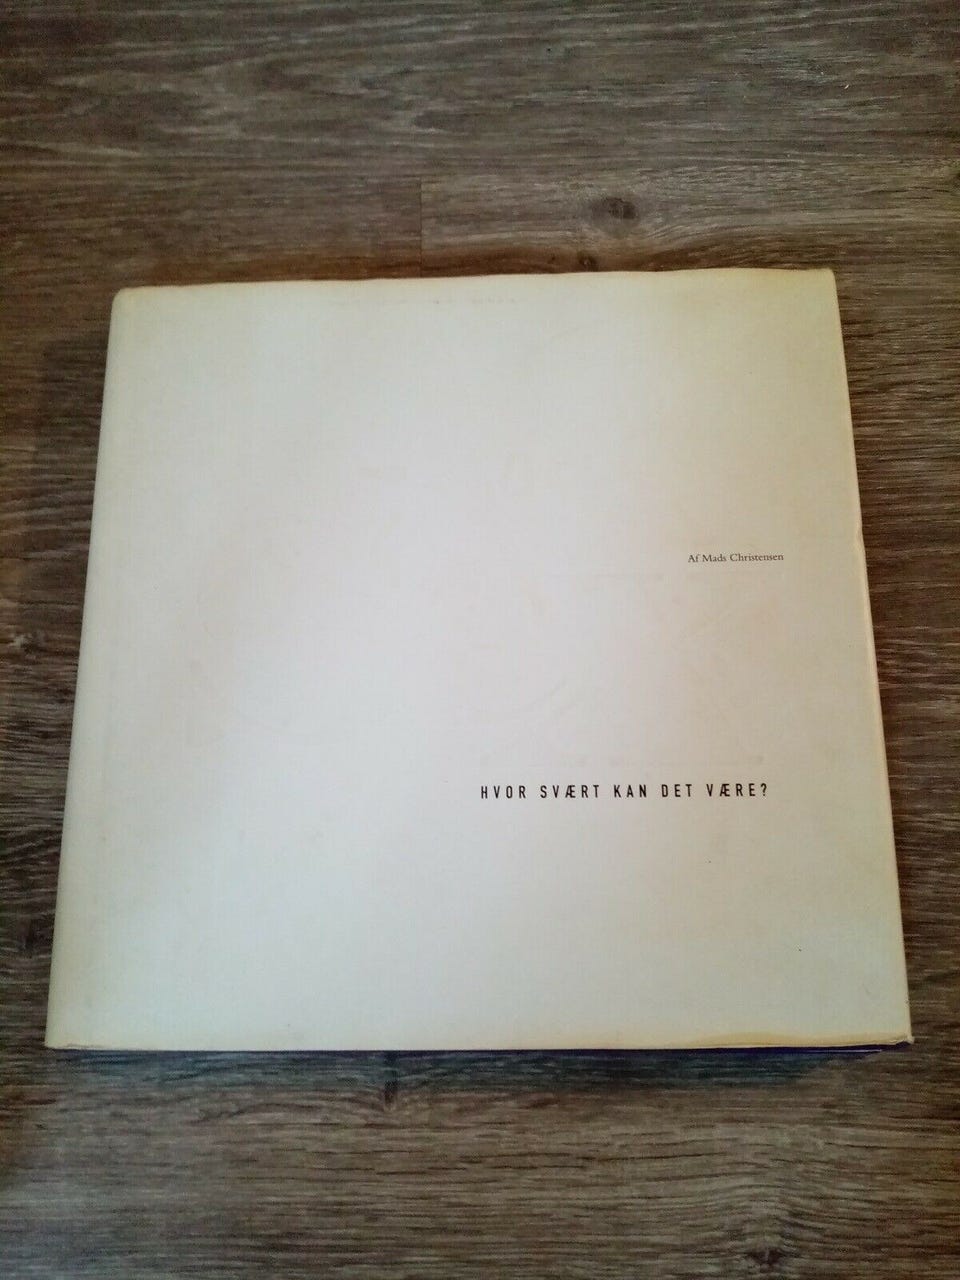 Af Mads Christensen
HVOR SVÆRT KAN DET VÆRE?